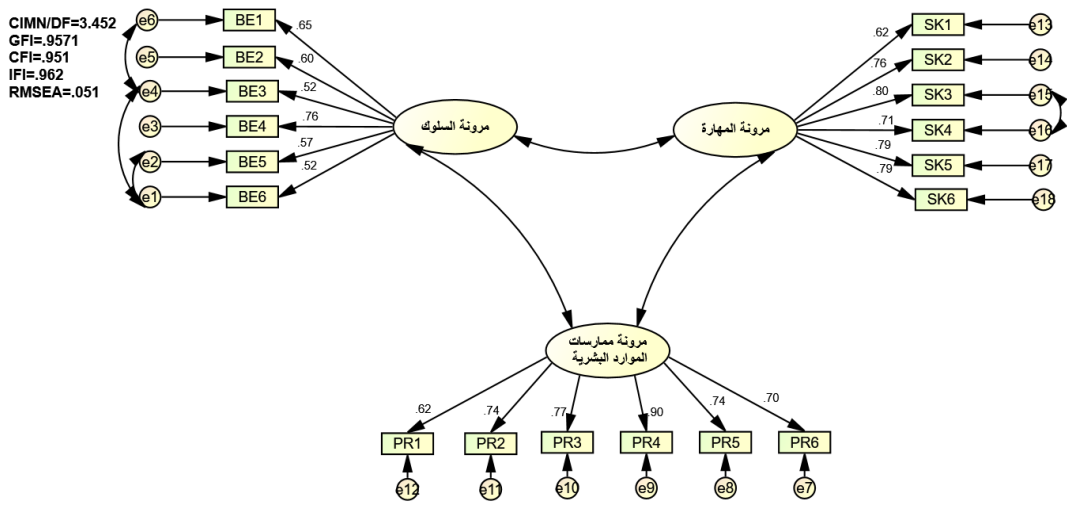 CIMN/DF=3.452
GFI=.9571
CFI=.951
IFI=.962
RMSEA=.051
e6 BE1 .65
e5 BE2 .60
e4 BE3 .52
e3 BE4 .76
e2 BE5 .57
e1 BE6 .52
مرونة السلوك
مرونة المهارة
.62 SK1 e13
.76 SK2 e14
.80 SK3 e15
.71 SK4 e16
.79 SK5 e17
.79 SK6 e18
مرونة ممارسات
الموارد البشرية
.62 .74 .77 .90 .74 .70
PR1 PR2 PR3 PR4 PR5 PR6
e12 e11 e10 e9 e8 e7